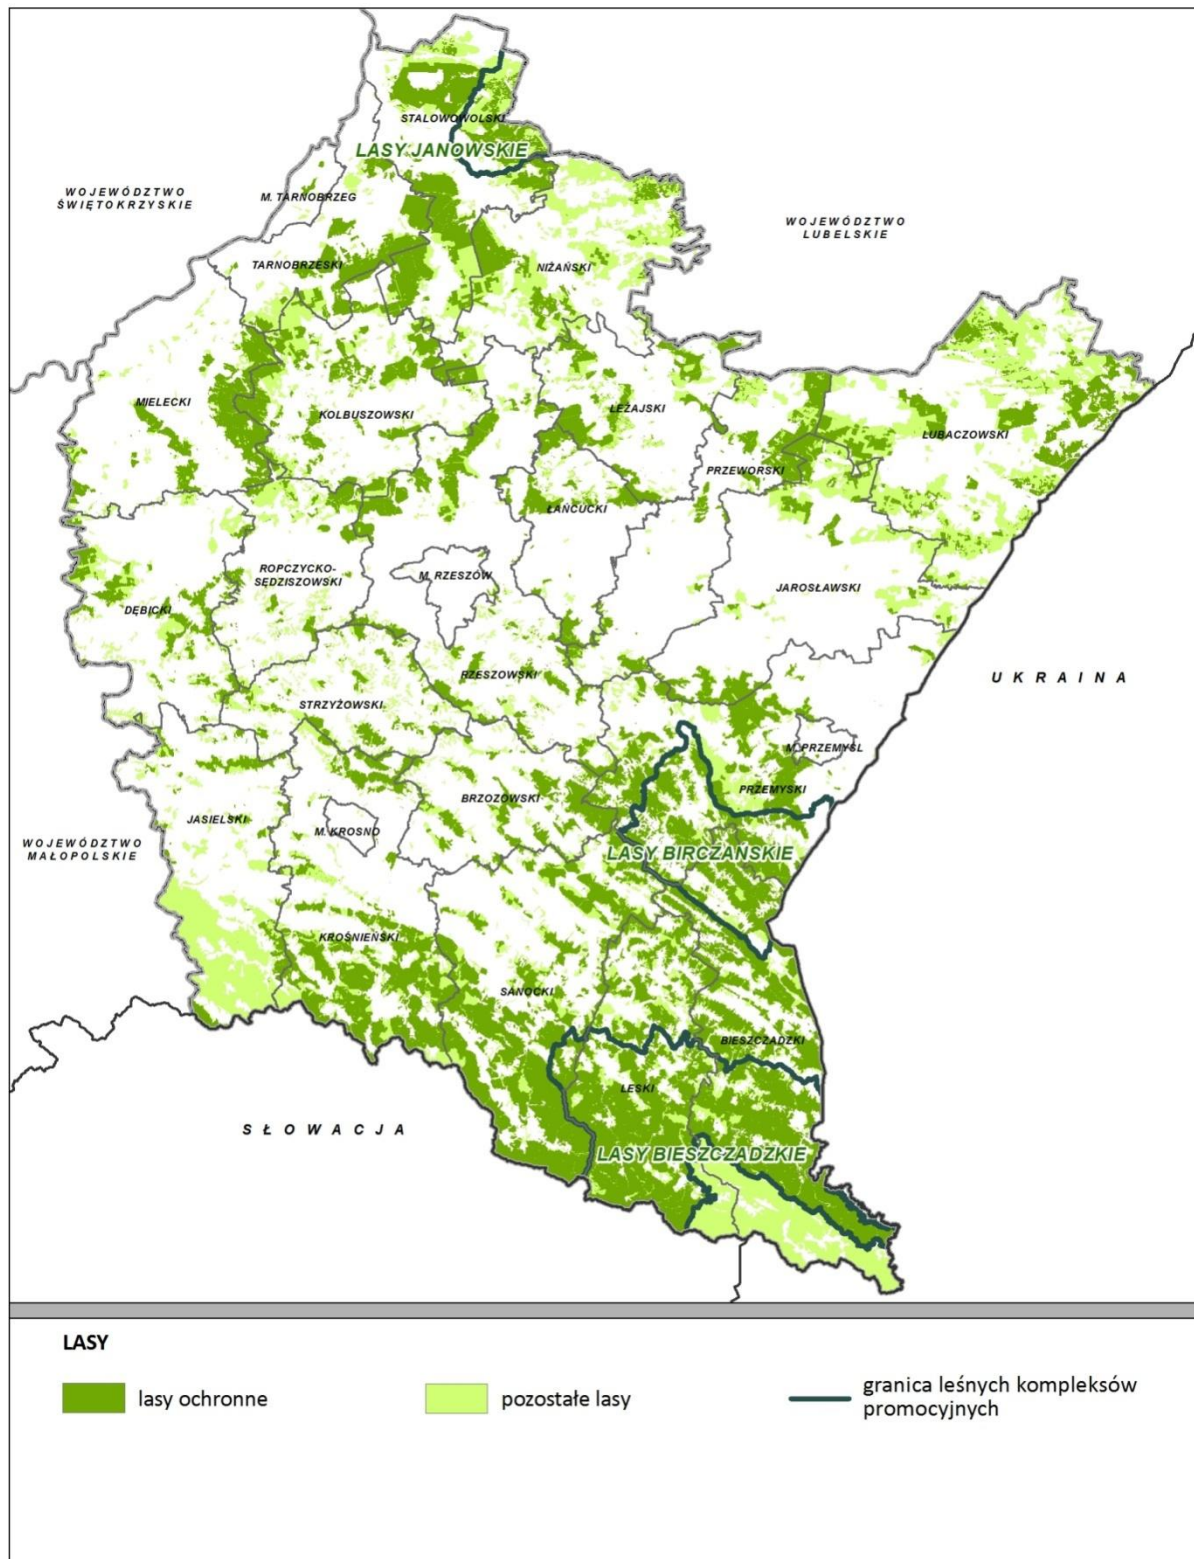 STALOWOWOLSKI
LASY JANOWSKIE
WOJEWÓDZTWO
ŚWIĘTOKRZYSKIE
M. TARNOBRZEG
WOJEWÓDZTWO
LUBELSKIE
TARNOBRZESKI
NIŻAŃSKI
MIELECKI
KOLBUSZOWSKI
LEŻAJSKI
LUBACZOWSKI
PRZEWORSKI
ŁAŃCUCKI
ROPCZYCKO-
SĘDZISZOWSKI
M. RZESZÓW
JAROSŁAWSKI
DĘBICKI
RZESZOWSKI
UKRAINA
STRZYŻOWSKI
M. PRZEMYŚL
PRZEMYSKI
BRZOZOWSKI
JASIELSKI
M. KROSNO
WOJEWÓDZTWO
MAŁOPOLSKIE
LASY BIRCZAŃSKIE
KROŚNIEŃSKI
SANOCKI
BIESZCZADZKI
LESKI
SŁOWACJA
LASY BIESZCZADZKIE
LASY
lasy ochronne
pozostałe lasy
granica leśnych kompleksów
promocyjnych